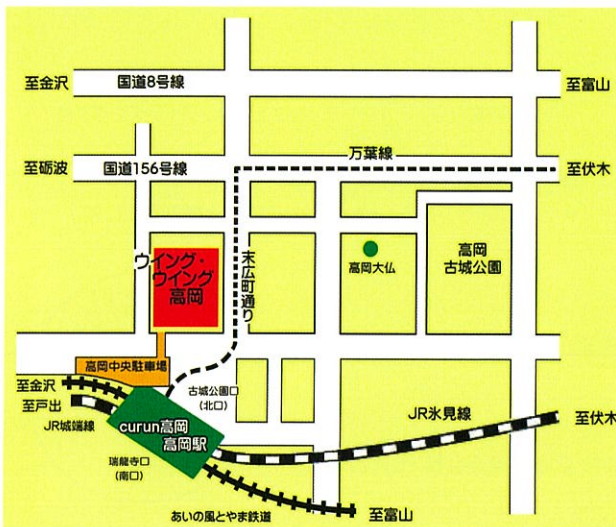 至金沢
国道8号線
至富山
至砺波
国道156号線
万葉線
至伏木
ウイング・
ウイング
高岡
末広町通り
高岡大仏
高岡
古城公園
高岡中央駐車場
至金沢
至戸出
JR城端線
古城公園口
(北口)
curun高岡
高岡駅
瑞龍寺口
(南口)
JR氷見線
至伏木
あいの風とやま鉄道
至富山